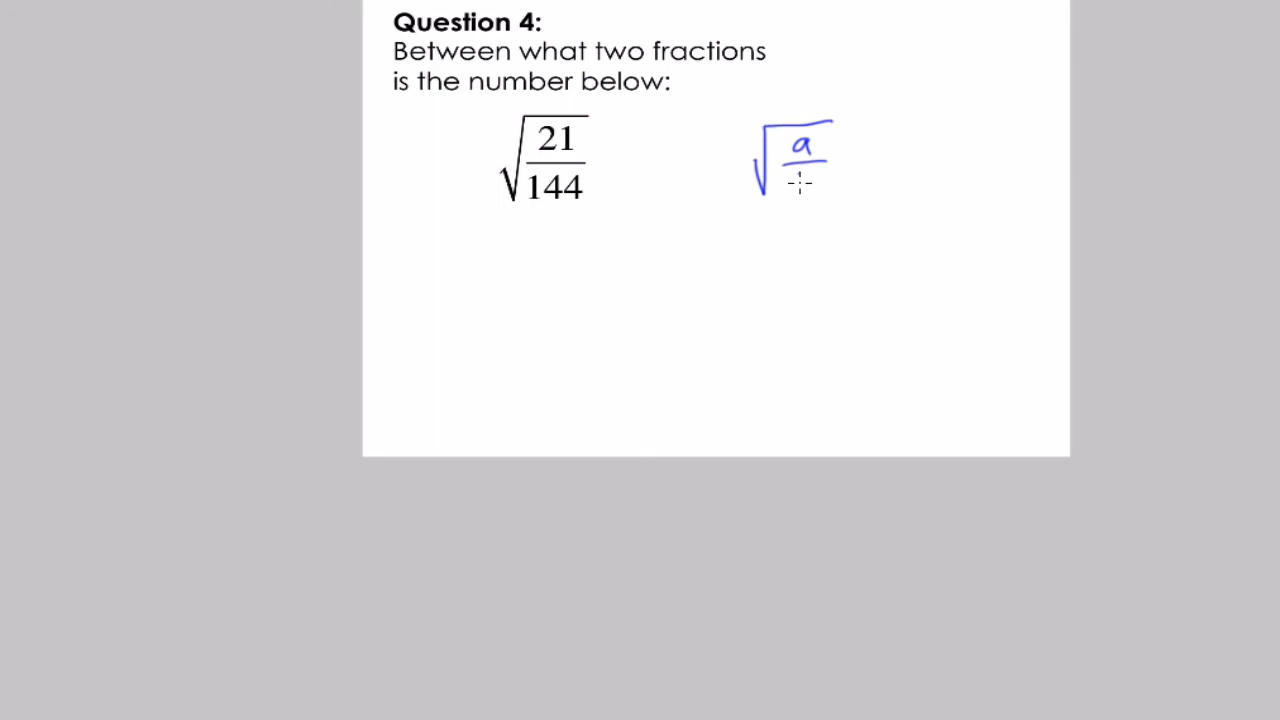 Question 4:
Between what two fractions
is the number below:
√(21/144)
√(a/